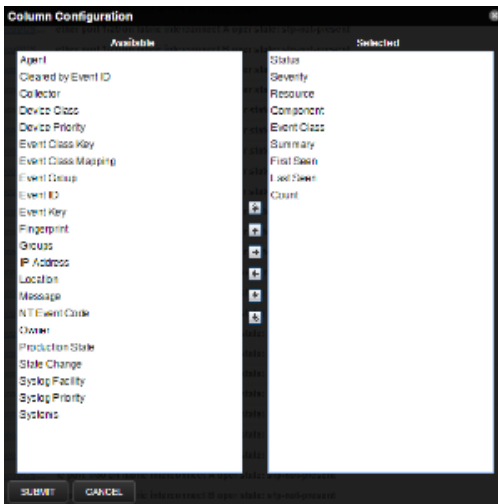 Column Configuration
Available
Agent
Cleared by Event ID
Collector
Device Class
Device Priority
Event Class Key
Event Class Mapping
Event Group
Event ID
Event Key
Fingerprint
Groups
IP Address
Location
Message
NT Event Code
Owner
Production State
State Change
Syslog Facility
Syslog Priority
Systems
Selected
Status
Severity
Resource
Component
Event Class
Summary
First Seen
Last Seen
Count
SUBMIT
CANCEL